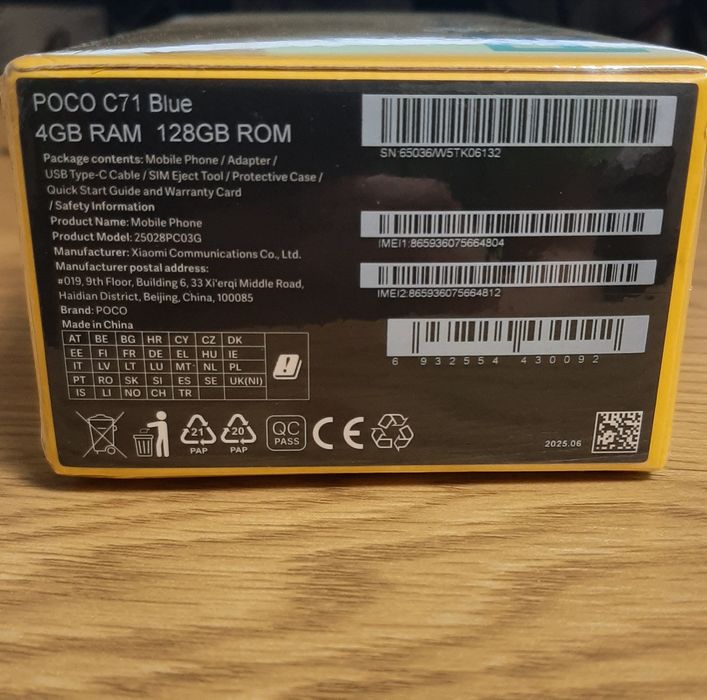 POCO C71 Blue
4GB RAM 128GB ROM
Package contents: Mobile Phone / Adapter /
USB Type-C Cable / SIM Eject Tool / Protective Case /
Quick Start Guide and Warranty Card
/ Safety Information
Product Name: Mobile Phone
Product Model: 25028PC03G
Manufacturer: Xiaomi Communications Co., Ltd.
Manufacturer postal address:
#019, 9th Floor, Building 6, 33 Xi'erqi Middle Road,
Haidian District, Beijing, China, 100085
Brand: POCO
Made in China
AT BE BG HR CY CZ DK
EE FI FR DE EL HU IE
IT LV LT LU MT NL PL
PT RO SK SI ES SE UK(NI)
IS LI NO CH TR
21
PAP
20
PAP
QC
PASS
CE
SN:65036/W5TK06132
IMEI1:865936075664804
IMEI2:865936075664812
6 932554 430092
2025.06